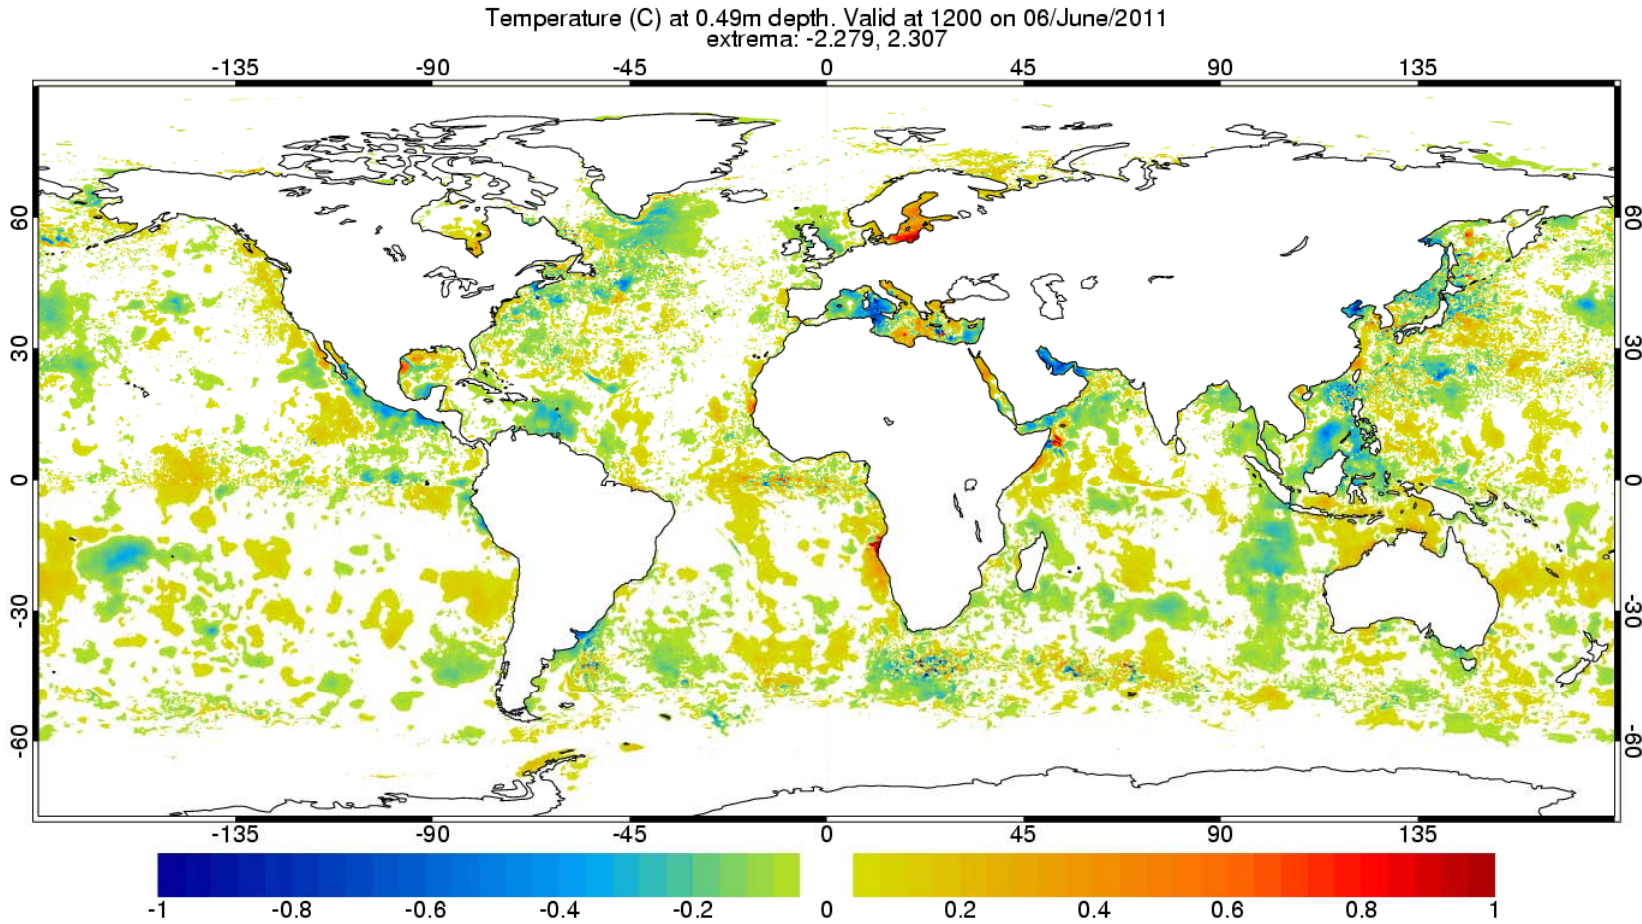 Temperature (C) at 0.49m depth. Valid at 1200 on 06/June/2011
extrema: -2.279, 2.307
-135 -90 -45 0 45 90 135
60 60
30 30
0 0
-30 -30
-60 -60
-135 -90 -45 0 45 90 135
-1 -0.8 -0.6 -0.4 -0.2 0 0.2 0.4 0.6 0.8 1